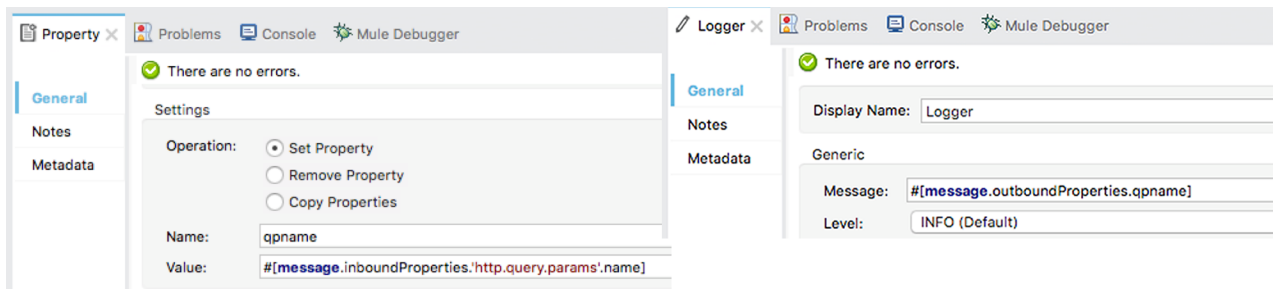 Property
Problems
Console
Mule Debugger
There are no errors.
General
Notes
Metadata
Settings
Operation:
Set Property
Remove Property
Copy Properties
Name:
qpname
Value:
#[message.inboundProperties.'http.query.params'.name]
Logger
Problems
Console
Mule Debugger
There are no errors.
General
Notes
Metadata
Display Name:
Logger
Generic
Message:
#[message.outboundProperties.qpname]
Level:
INFO (Default)